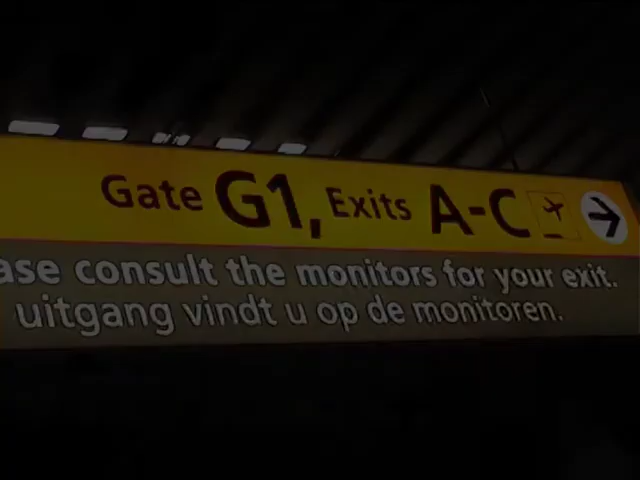 Gate G1, Exits A-C
ase consult the monitors for your exit.
uitgang vindt u op de monitoren.